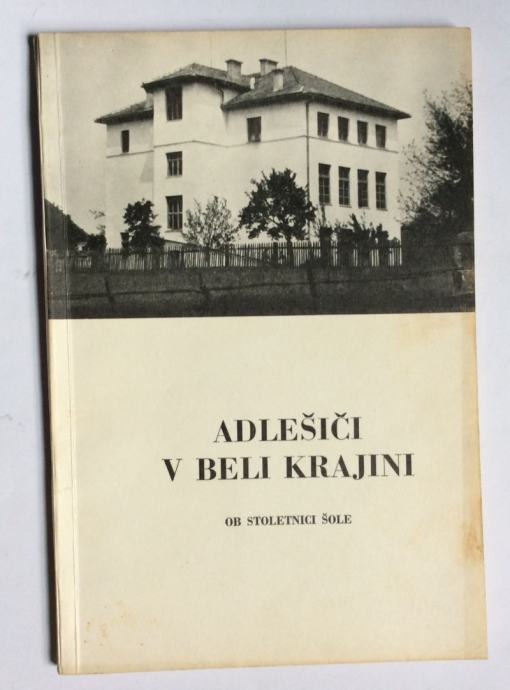 ADLEŠIČI
V BELI KRAJINI
OB STOLETNICI ŠOLE